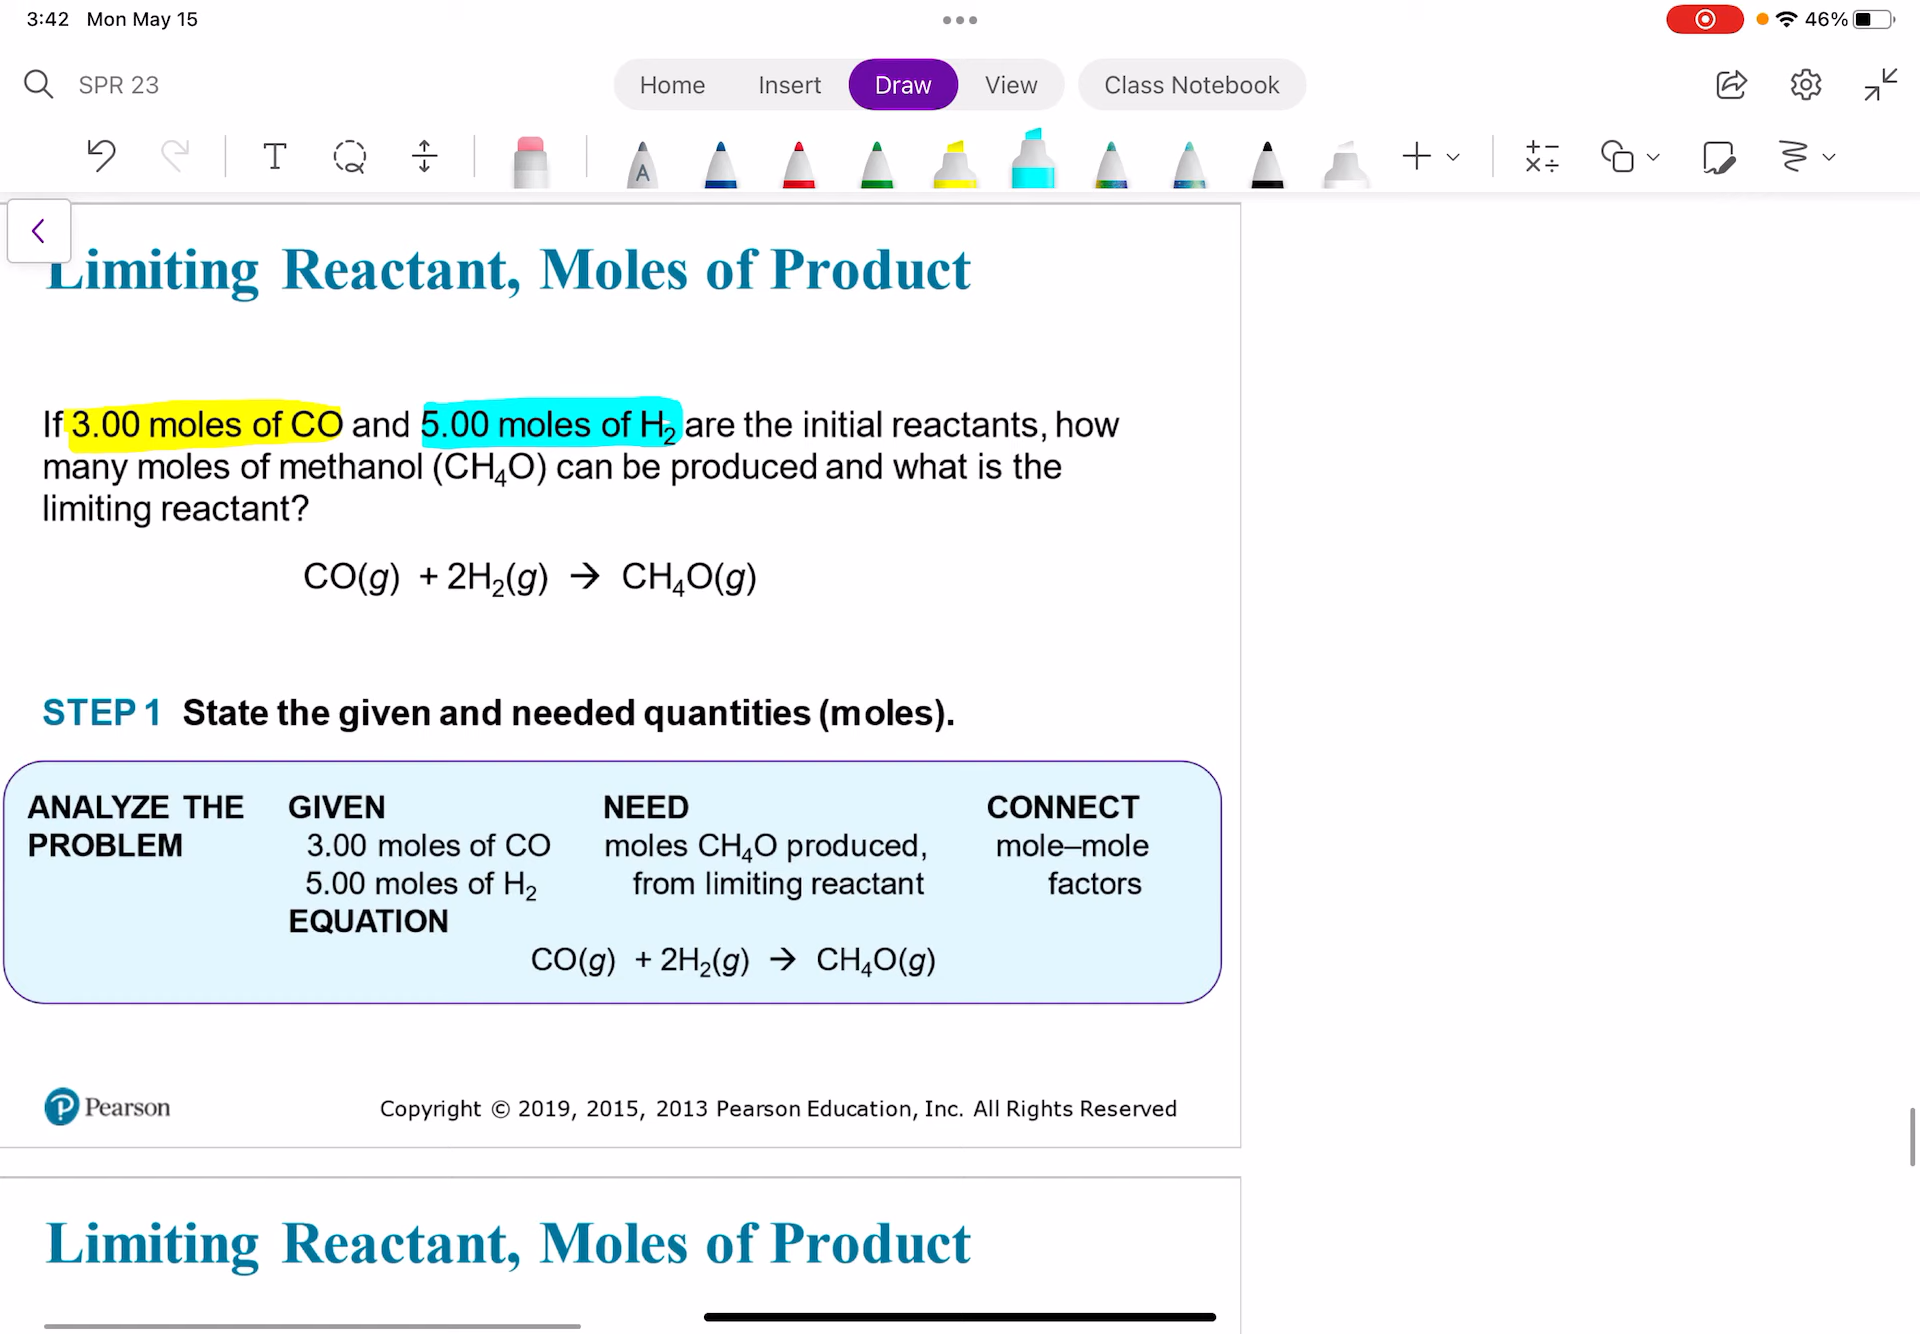 3:42 Mon May 15
46%
SPR 23
Home Insert Draw View Class Notebook
T
A
Limiting Reactant, Moles of Product
If 3.00 moles of CO and 5.00 moles of H₂ are the initial reactants, how
many moles of methanol (CH₄O) can be produced and what is the
limiting reactant?
CO(g) + 2H₂(g) → CH₄O(g)
STEP 1 State the given and needed quantities (moles).
ANALYZE THE GIVEN NEED CONNECT
PROBLEM 3.00 moles of CO moles CH₄O produced, mole–mole
5.00 moles of H₂ from limiting reactant factors
EQUATION
CO(g) + 2H₂(g) → CH₄O(g)
Pearson Copyright © 2019, 2015, 2013 Pearson Education, Inc. All Rights Reserved
Limiting Reactant, Moles of Product